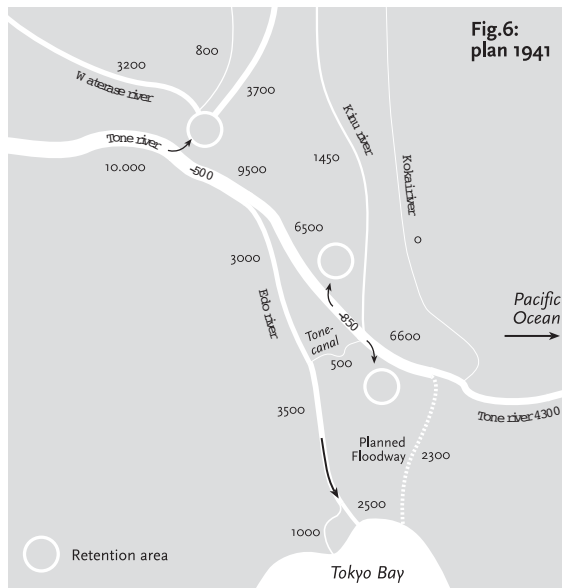 Fig.6:
plan 1941
800
3200
Waterase river
3700
Tone river
10.000
-500
9500
Kinu river
1450
Kokairiver
0
6500
3000
Edo river
-850
Tone-
canal
500
6600
Pacific
Ocean
Tone river 4300
3500
Planned
Floodway
2300
2500
1000
Retention area
Tokyo Bay